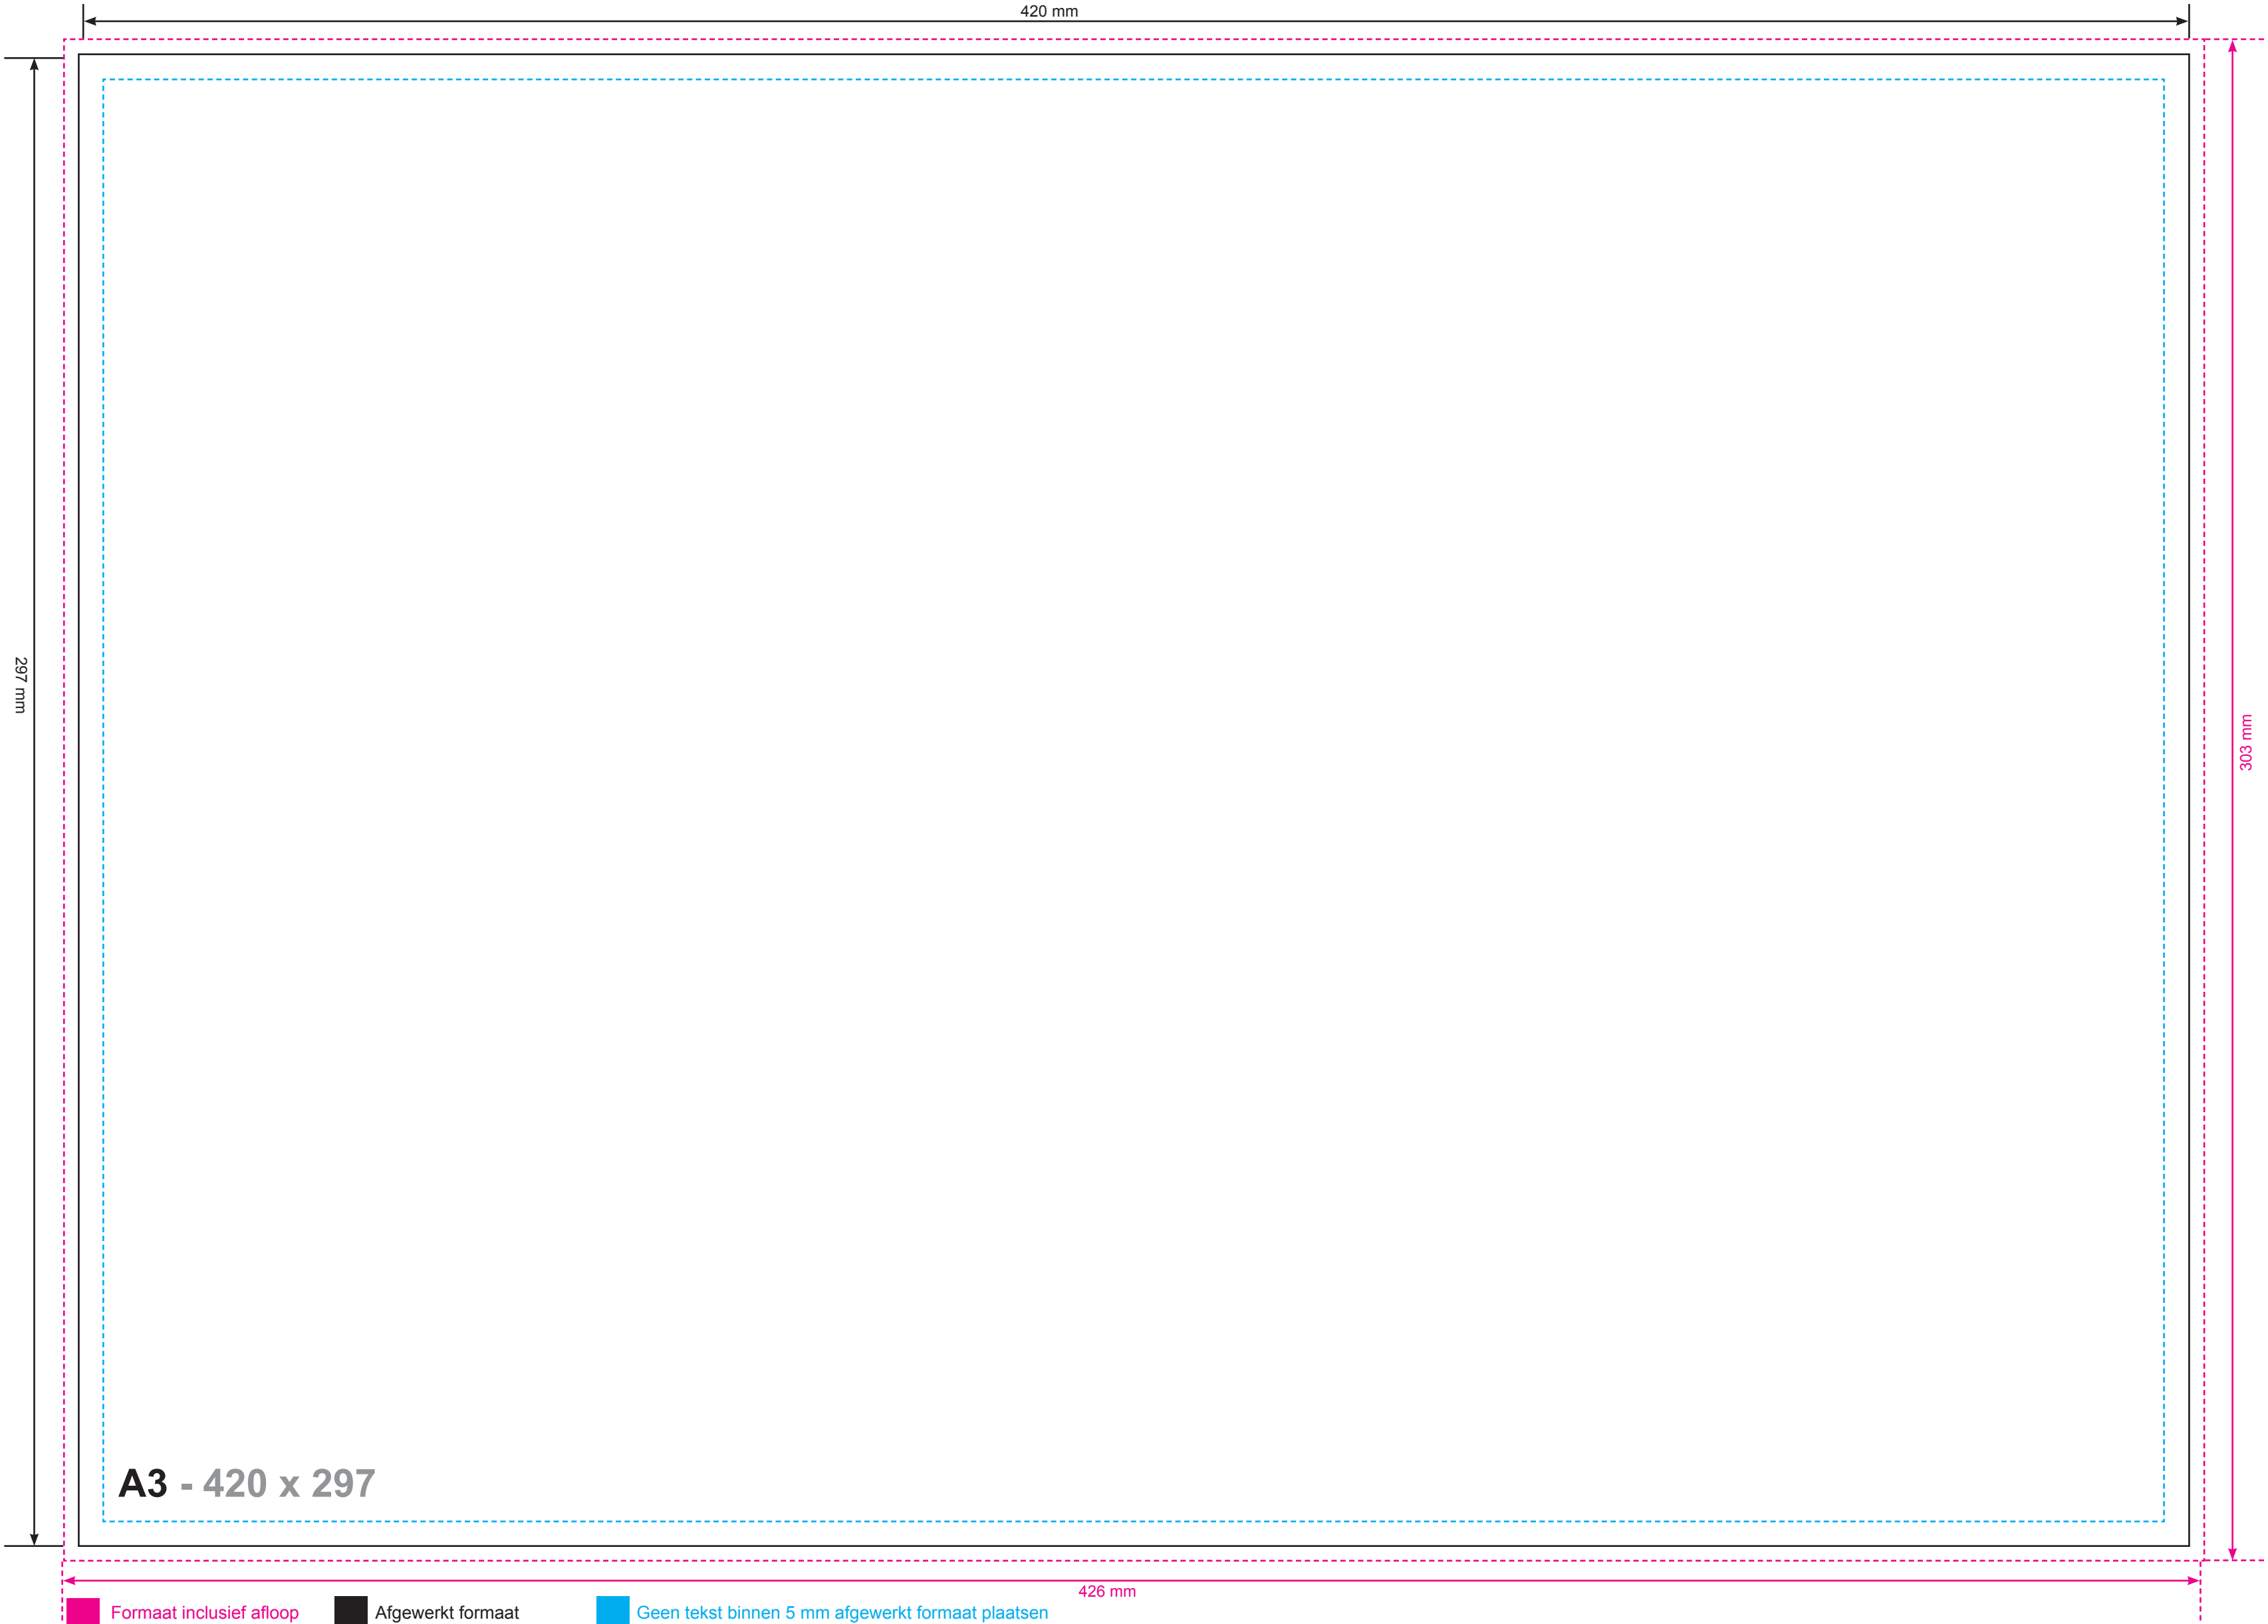 420 mm
297 mm
303 mm
A3 - 420 x 297
426 mm
Formaat inclusief afloop
Afgewerkt formaat
Geen tekst binnen 5 mm afgewerkt formaat plaatsen